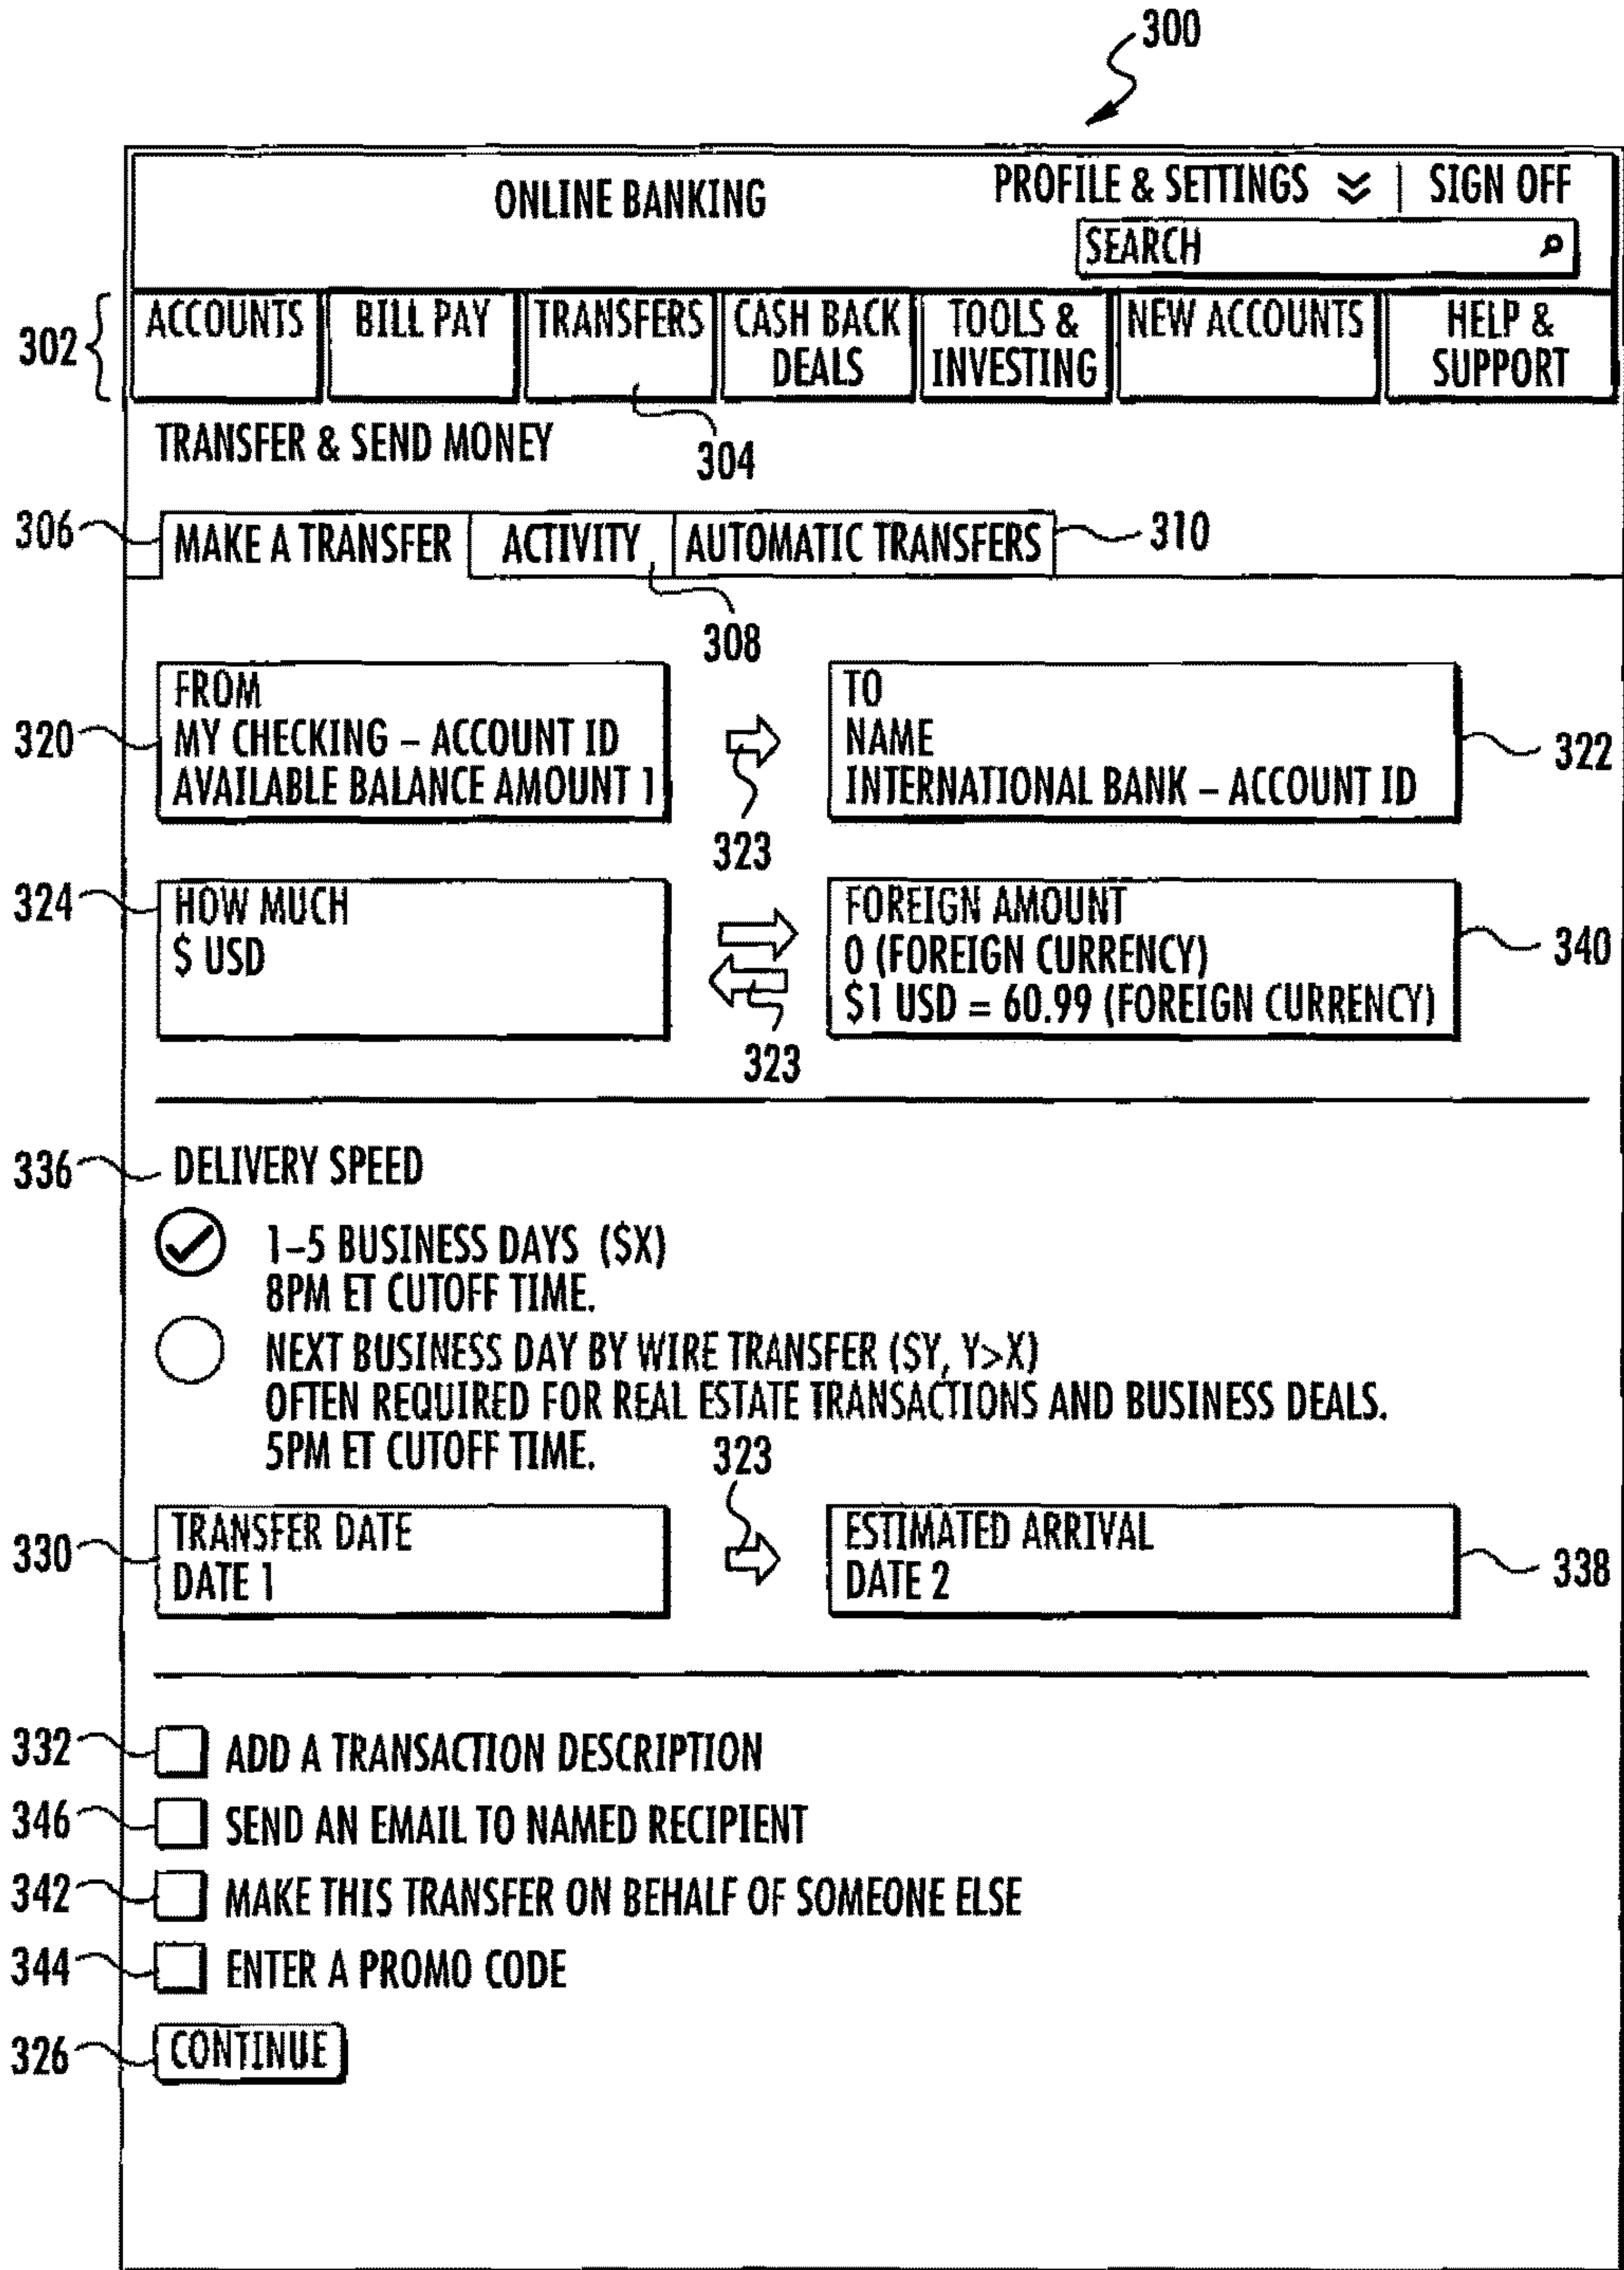 300
ONLINE BANKING
PROFILE & SETTINGS | SIGN OFF
SEARCH
302
ACCOUNTS
BILL PAY
TRANSFERS
CASH BACK
DEALS
TOOLS &
INVESTING
NEW ACCOUNTS
HELP &
SUPPORT
TRANSFER & SEND MONEY
304
306
MAKE A TRANSFER
ACTIVITY
AUTOMATIC TRANSFERS
310
308
320
FROM
MY CHECKING – ACCOUNT ID
AVAILABLE BALANCE AMOUNT 1
323
TO
NAME
INTERNATIONAL BANK – ACCOUNT ID
322
324
HOW MUCH
$ USD
323
FOREIGN AMOUNT
0 (FOREIGN CURRENCY)
$1 USD = 60.99 (FOREIGN CURRENCY)
340
336
DELIVERY SPEED
1–5 BUSINESS DAYS ($X)
8PM ET CUTOFF TIME.
NEXT BUSINESS DAY BY WIRE TRANSFER ($Y, Y>X)
OFTEN REQUIRED FOR REAL ESTATE TRANSACTIONS AND BUSINESS DEALS.
5PM ET CUTOFF TIME.
323
330
TRANSFER DATE
DATE 1
ESTIMATED ARRIVAL
DATE 2
338
332
ADD A TRANSACTION DESCRIPTION
346
SEND AN EMAIL TO NAMED RECIPIENT
342
MAKE THIS TRANSFER ON BEHALF OF SOMEONE ELSE
344
ENTER A PROMO CODE
326
CONTINUE